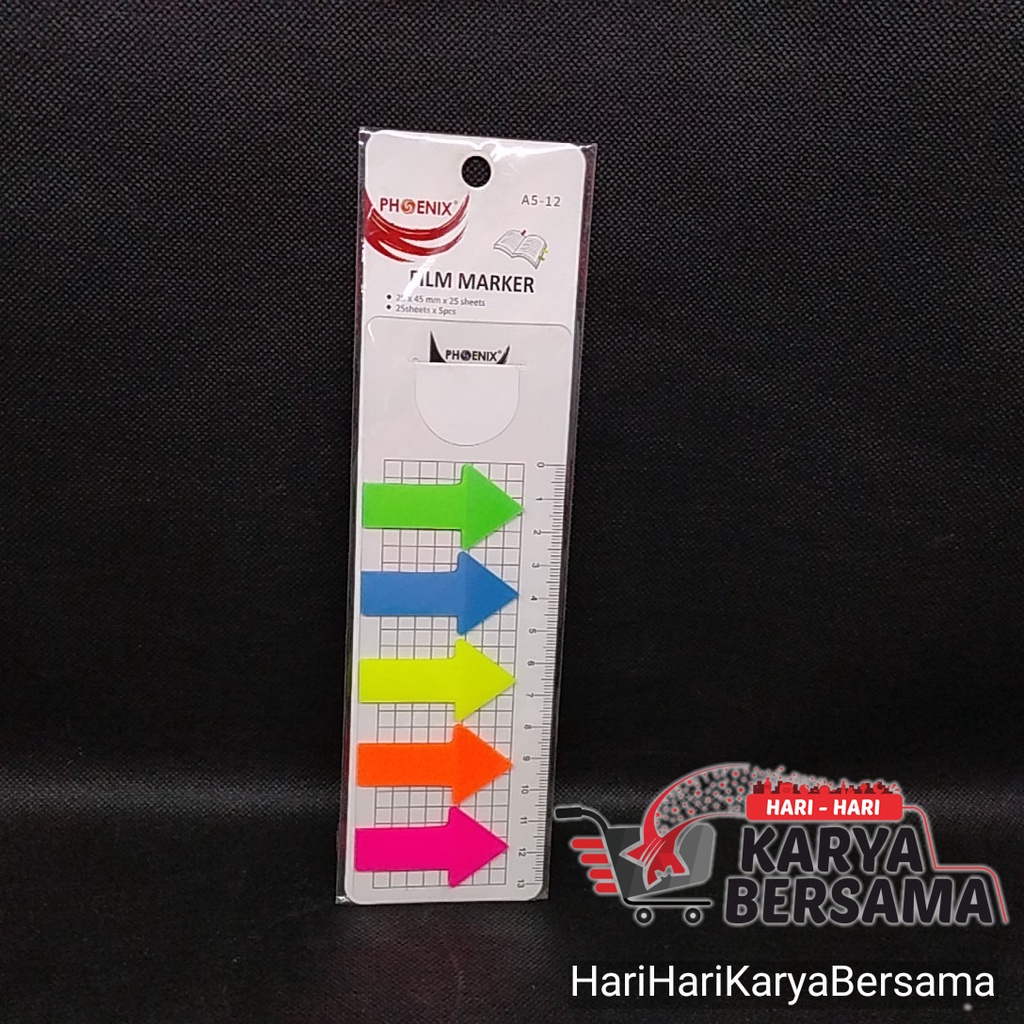 PHOENIX®
A5-12
FILM MARKER
• 25 x 45 mm x 25 sheets
• 25sheets x 5pcs
PHOENIX®
0
1
2
3
4
5
6
7
8
9
10
11
12
13
HARI - HARI
KARYA
BERSAMA
HariHariKaryaBersama